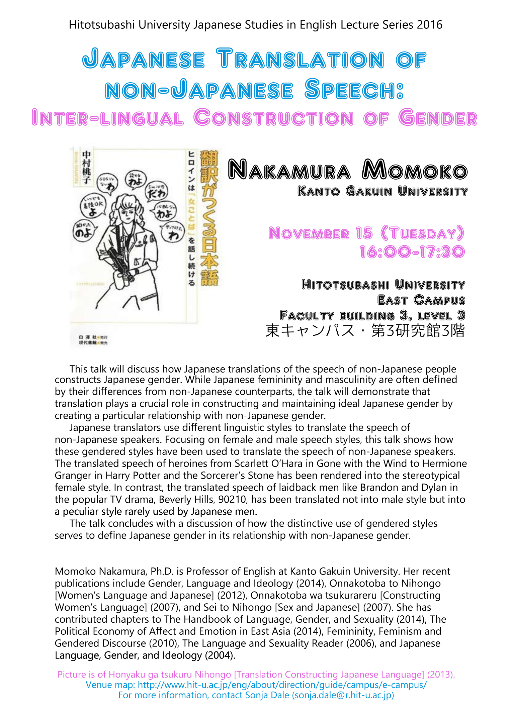 Hitotsubashi University Japanese Studies in English Lecture Series 2016
Japanese Translation of
non-Japanese Speech:
Inter-lingual Construction of Gender
中村桃子
翻訳がつくる日本語
ヒロインは「女ことば」を話し続ける
わ
だわ
よ
わよ
のよ
白澤社・発行
現代書館・発売
Nakamura Momoko
Kanto Gakuin University
November 15 (Tuesday)
16:00-17:30
Hitotsubashi University
East Campus
Faculty building 3, level 3
東キャンパス・第3研究館3階
This talk will discuss how Japanese translations of the speech of non-Japanese people
constructs Japanese gender. While Japanese femininity and masculinity are often defined
by their differences from non-Japanese counterparts, the talk will demonstrate that
translation plays a crucial role in constructing and maintaining ideal Japanese gender by
creating a particular relationship with non-Japanese gender.
Japanese translators use different linguistic styles to translate the speech of
non-Japanese speakers. Focusing on female and male speech styles, this talk shows how
these gendered styles have been used to translate the speech of non-Japanese speakers.
The translated speech of heroines from Scarlett O'Hara in Gone with the Wind to Hermione
Granger in Harry Potter and the Sorcerer's Stone has been rendered into the stereotypical
female style. In contrast, the translated speech of laidback men like Brandon and Dylan in
the popular TV drama, Beverly Hills, 90210, has been translated not into male style but into
a peculiar style rarely used by Japanese men.
The talk concludes with a discussion of how the distinctive use of gendered styles
serves to define Japanese gender in its relationship with non-Japanese gender.
Momoko Nakamura, Ph.D. is Professor of English at Kanto Gakuin University. Her recent
publications include Gender, Language and Ideology (2014), Onnakotoba to Nihongo
[Women's Language and Japanese] (2012), Onnakotoba wa tsukurareru [Constructing
Women's Language] (2007), and Sei to Nihongo [Sex and Japanese] (2007). She has
contributed chapters to The Handbook of Language, Gender, and Sexuality (2014), The
Political Economy of Affect and Emotion in East Asia (2014), Femininity, Feminism and
Gendered Discourse (2010), The Language and Sexuality Reader (2006), and Japanese
Language, Gender, and Ideology (2004).
Picture is of Honyaku ga tsukuru Nihongo [Translation Constructing Japanese Language] (2013).
Venue map: http://www.hit-u.ac.jp/eng/about/direction/guide/campus/e-campus/
For more information, contact Sonja Dale (sonja.dale@r.hit-u.ac.jp)